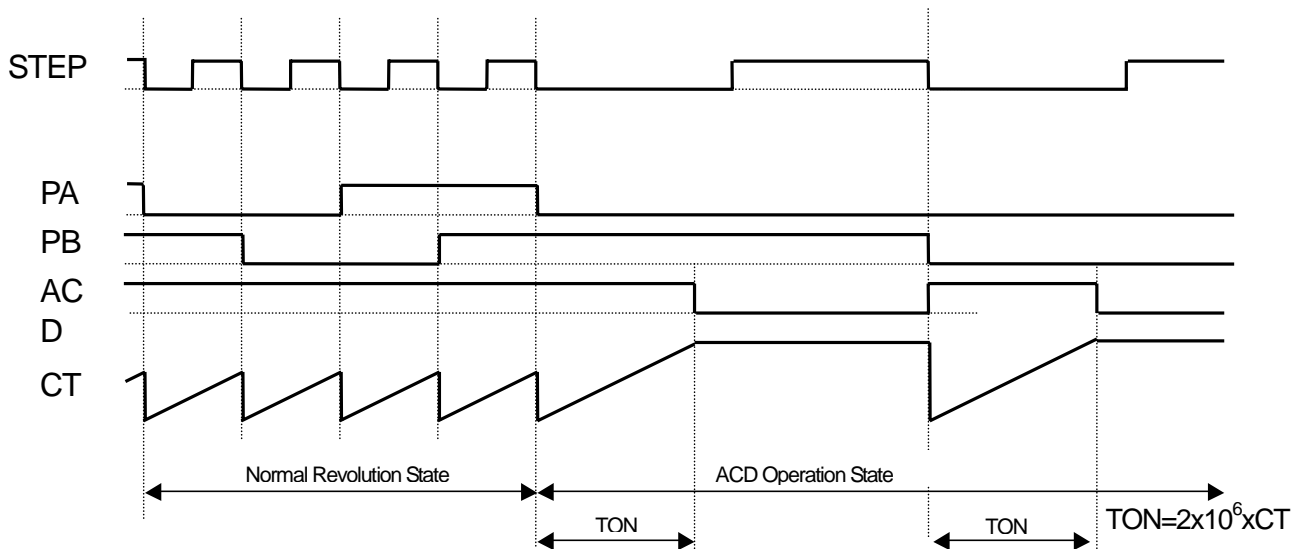 STEP
PA
PB
AC
D
CT
Normal Revolution State
ACD Operation State
TON
TON
TON=2x10⁶xCT